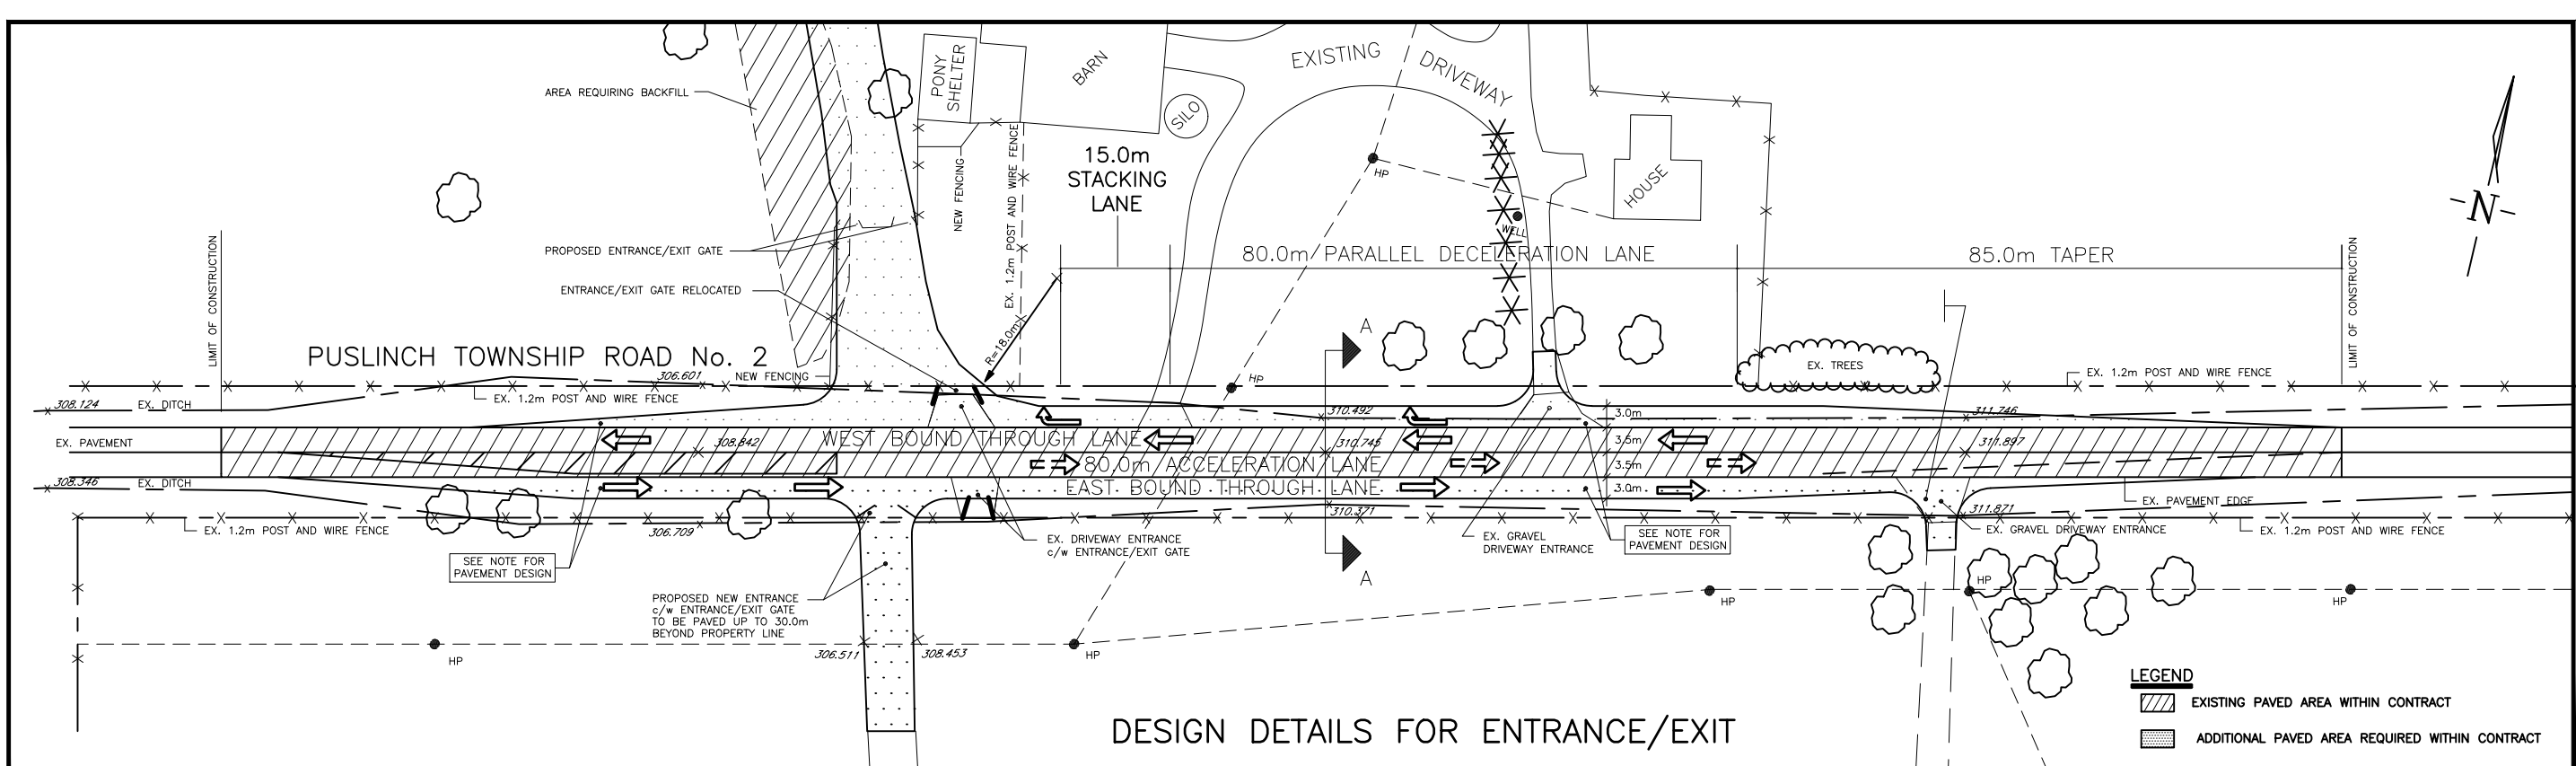 PONY
SHELTER
BARN
SILO
EXISTING
DRIVEWAY
AREA REQUIRING BACKFILL
NEW FENCING
EX. 1.2m POST AND WIRE FENCE
15.0m
STACKING
LANE
HP
HOUSE
WELL
N
LIMIT OF CONSTRUCTION
PROPOSED ENTRANCE/EXIT GATE
80.0m PARALLEL DECELERATION LANE
85.0m TAPER
LIMIT OF CONSTRUCTION
ENTRANCE/EXIT GATE RELOCATED
R=18.0m
A
PUSLINCH TOWNSHIP ROAD No. 2
306.601
NEW FENCING
HP
EX. TREES
EX. 1.2m POST AND WIRE FENCE
EX. 1.2m POST AND WIRE FENCE
308.124
EX. DITCH
310.492
3.0m
311.746
EX. PAVEMENT
308.842
WEST BOUND THROUGH LANE
310.745
3.5m
311.897
80.0m ACCELERATION LANE
3.5m
308.346
EX. DITCH
EAST BOUND THROUGH LANE
3.0m
EX. PAVEMENT EDGE
EX. 1.2m POST AND WIRE FENCE
306.709
310.371
311.871
EX. GRAVEL DRIVEWAY ENTRANCE
EX. 1.2m POST AND WIRE FENCE
EX. DRIVEWAY ENTRANCE
c/w ENTRANCE/EXIT GATE
EX. GRAVEL
DRIVEWAY ENTRANCE
SEE NOTE FOR
PAVEMENT DESIGN
SEE NOTE FOR
PAVEMENT DESIGN
A
PROPOSED NEW ENTRANCE
c/w ENTRANCE/EXIT GATE
TO BE PAVED UP TO 30.0m
BEYOND PROPERTY LINE
HP
HP
HP
HP
HP
306.511
308.453
LEGEND
EXISTING PAVED AREA WITHIN CONTRACT
ADDITIONAL PAVED AREA REQUIRED WITHIN CONTRACT
DESIGN DETAILS FOR ENTRANCE/EXIT